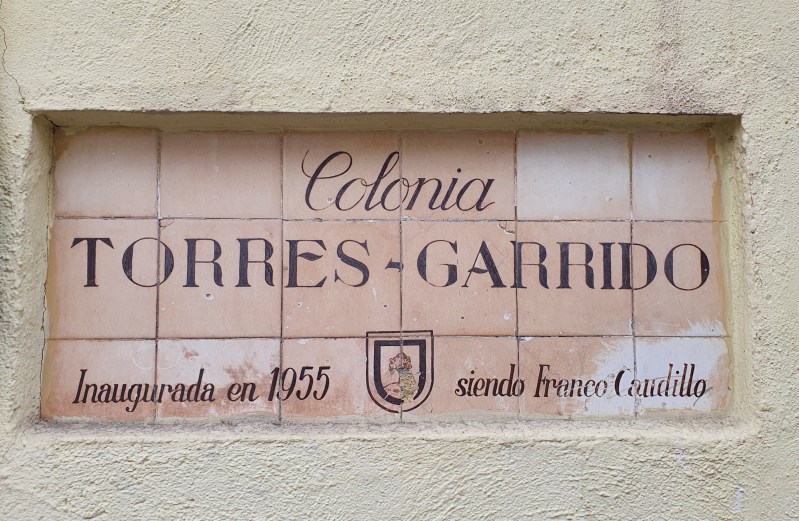 Colonia
TORRES-GARRIDO
Inaugurada en 1955 siendo Franco Caudillo